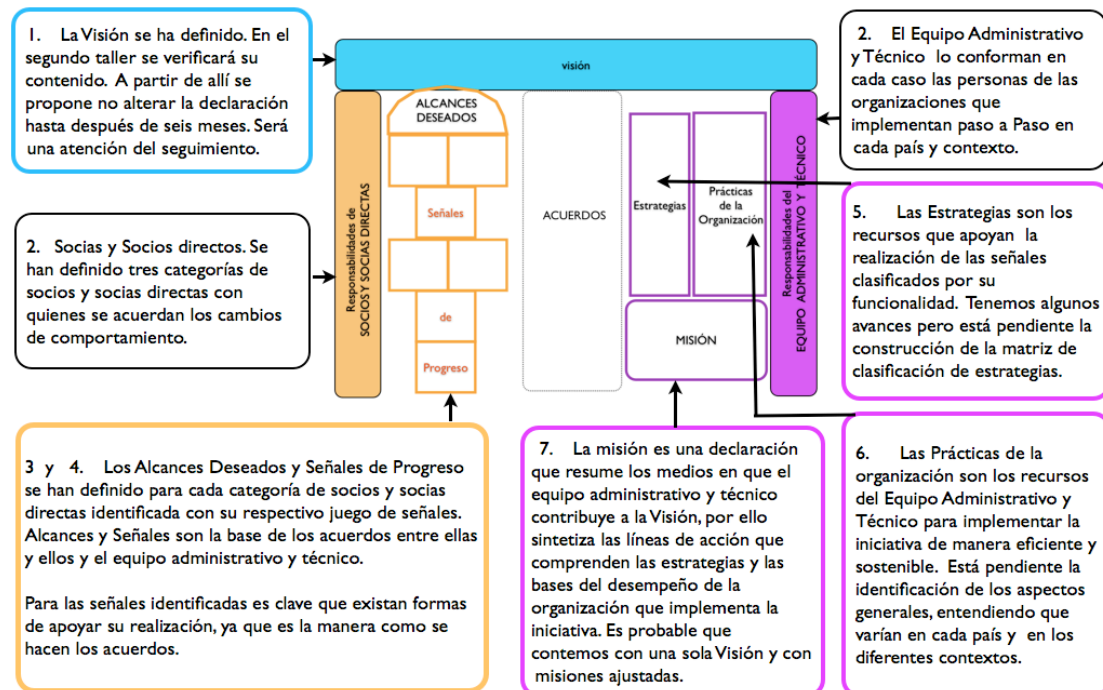 1. La Visión se ha definido. En el
segundo taller se verificará su
contenido. A partir de allí se
propone no alterar la declaración
hasta después de seis meses. Será
una atención del seguimiento.
visión
2. El Equipo Administrativo
y Técnico lo conforman en
cada caso las personas de las
organizaciones que
implementan paso a Paso en
cada país y contexto.
2. Socias y Socios directos. Se
han definido tres categorías de
socios y socias directas con
quienes se acuerdan los cambios
de comportamiento.
Responsabilidades de
SOCIOS Y SOCIAS DIRECTAS
ALCANCES
DESEADOS
Señales
de
Progreso
ACUERDOS
Estrategias
Prácticas
de la
Organización
MISIÓN
Responsabilidades del
EQUIPO ADMINISTRATIVO Y TÉCNICO
5. Las Estrategias son los
recursos que apoyan la
realización de las señales
clasificados por su
funcionalidad. Tenemos algunos
avances pero está pendiente la
construcción de la matriz de
clasificación de estrategias.
3 y 4. Los Alcances Deseados y Señales de Progreso
se han definido para cada categoría de socios y socias
directas identificada con su respectivo juego de señales.
Alcances y Señales son la base de los acuerdos entre ellas
y ellos y el equipo administrativo y técnico.
Para las señales identificadas es clave que existan formas
de apoyar su realización, ya que es la manera como se
hacen los acuerdos.
7. La misión es una declaración
que resume los medios en que el
equipo administrativo y técnico
contribuye a la Visión, por ello
sintetiza las líneas de acción que
comprenden las estrategias y las
bases del desempeño de la
organización que implementa la
iniciativa. Es probable que
contemos con una sola Visión y con
misiones ajustadas.
6. Las Prácticas de la
organización son los recursos
del Equipo Administrativo y
Técnico para implementar la
iniciativa de manera eficiente y
sostenible. Está pendiente la
identificación de los aspectos
generales, entendiendo que
varían en cada país y en los
diferentes contextos.